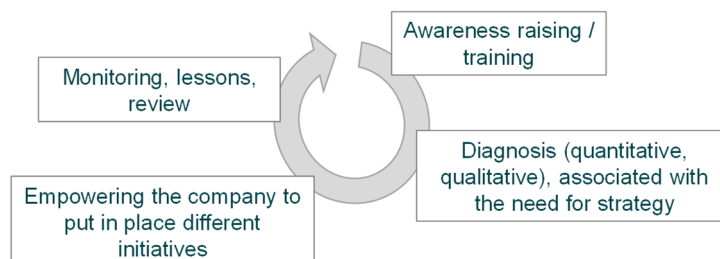 Awareness raising /
training
Monitoring, lessons,
review
Diagnosis (quantitative,
qualitative), associated with
the need for strategy
Empowering the company to
put in place different
initiatives